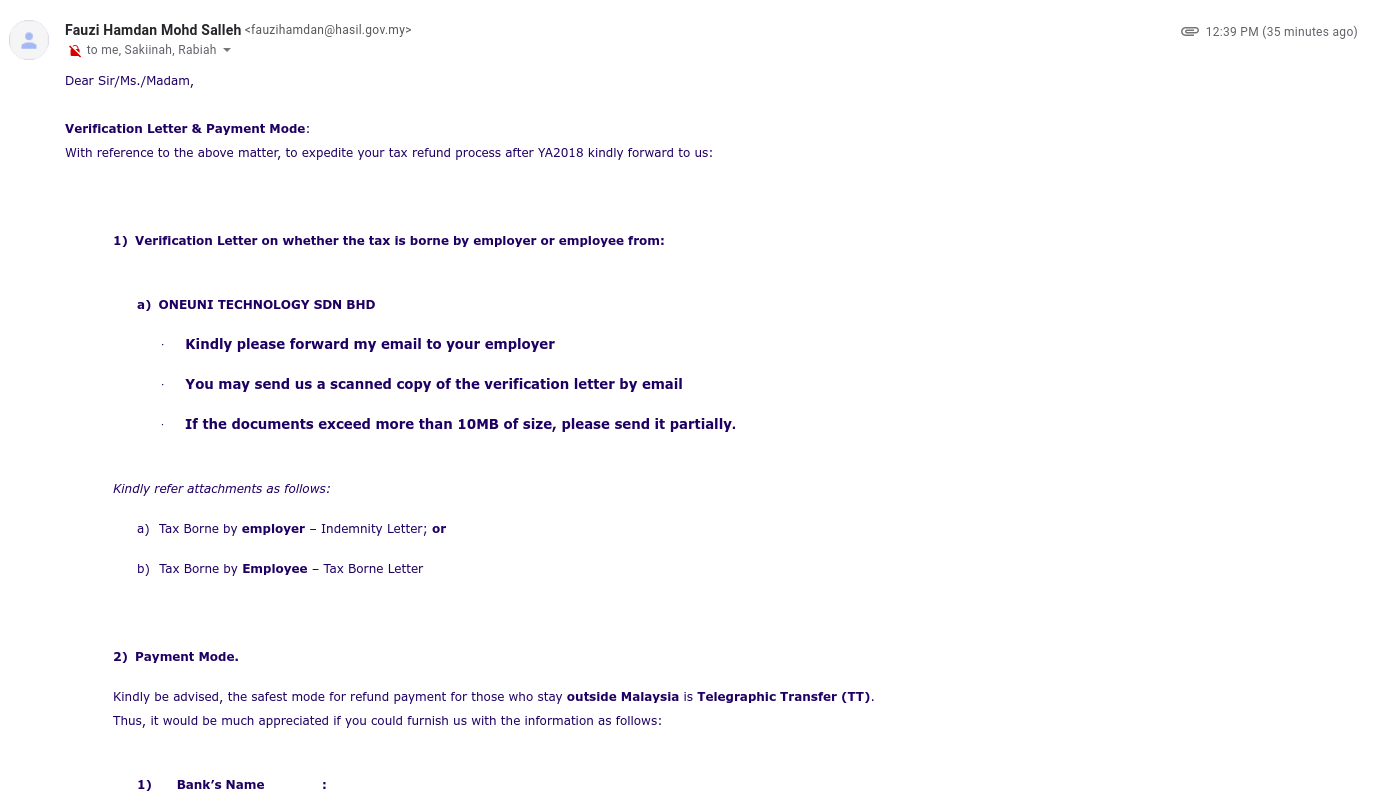 Fauzi Hamdan Mohd Salleh <fauzihamdan@hasil.gov.my>
12:39 PM (35 minutes ago)
to me, Sakiinah, Rabiah
Dear Sir/Ms./Madam,
Verification Letter & Payment Mode:
With reference to the above matter, to expedite your tax refund process after YA2018 kindly forward to us:
1) Verification Letter on whether the tax is borne by employer or employee from:
a) ONEUNI TECHNOLOGY SDN BHD
· Kindly please forward my email to your employer
· You may send us a scanned copy of the verification letter by email
· If the documents exceed more than 10MB of size, please send it partially.
Kindly refer attachments as follows:
a) Tax Borne by employer – Indemnity Letter; or
b) Tax Borne by Employee – Tax Borne Letter
2) Payment Mode.
Kindly be advised, the safest mode for refund payment for those who stay outside Malaysia is Telegraphic Transfer (TT).
Thus, it would be much appreciated if you could furnish us with the information as follows:
1) Bank’s Name :